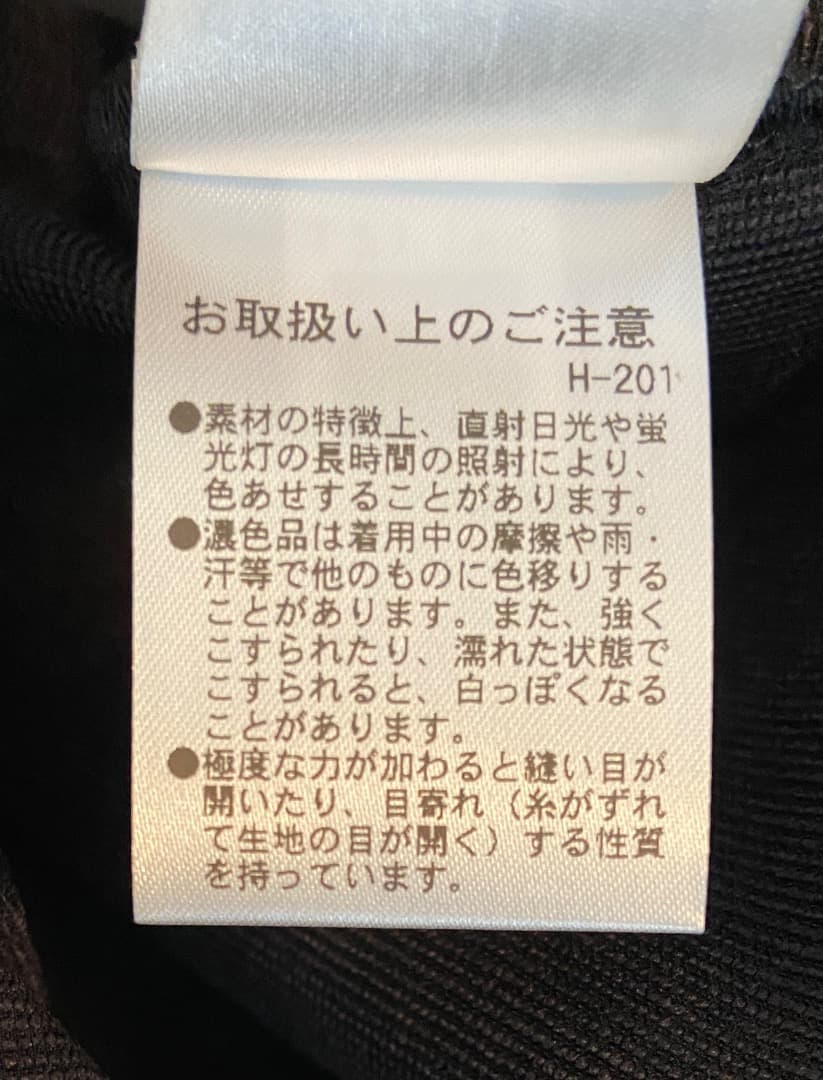 お取扱い上のご注意
H-201
●素材の特徴上、直射日光や蛍
光灯の長時間の照射により、
色あせすることがあります。
●濃色品は着用中の摩擦や雨・
汗等で他のものに色移りする
ことがあります。また、強く
こすられたり、濡れた状態で
こすられると、白っぽくなる
ことがあります。
●極度な力が加わると縫い目が
開いたり、目寄れ（糸がずれ
て生地の目が開く）する性質
を持っています。